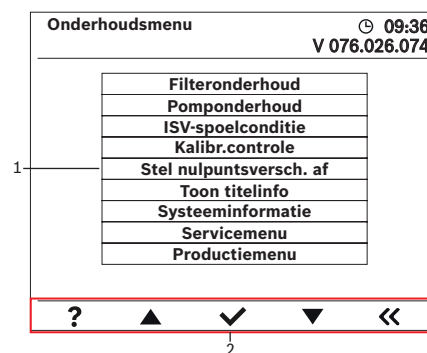 Onderhoudsmenu
09:36
V 076.026.074
Filteronderhoud
Pomponderhoud
ISV-spoelconditie
Kalibr.controle
1
Stel nulpuntsversch. af
Toon titelinfo
Systeeminformatie
Servicemenu
Productiemenu
?
2